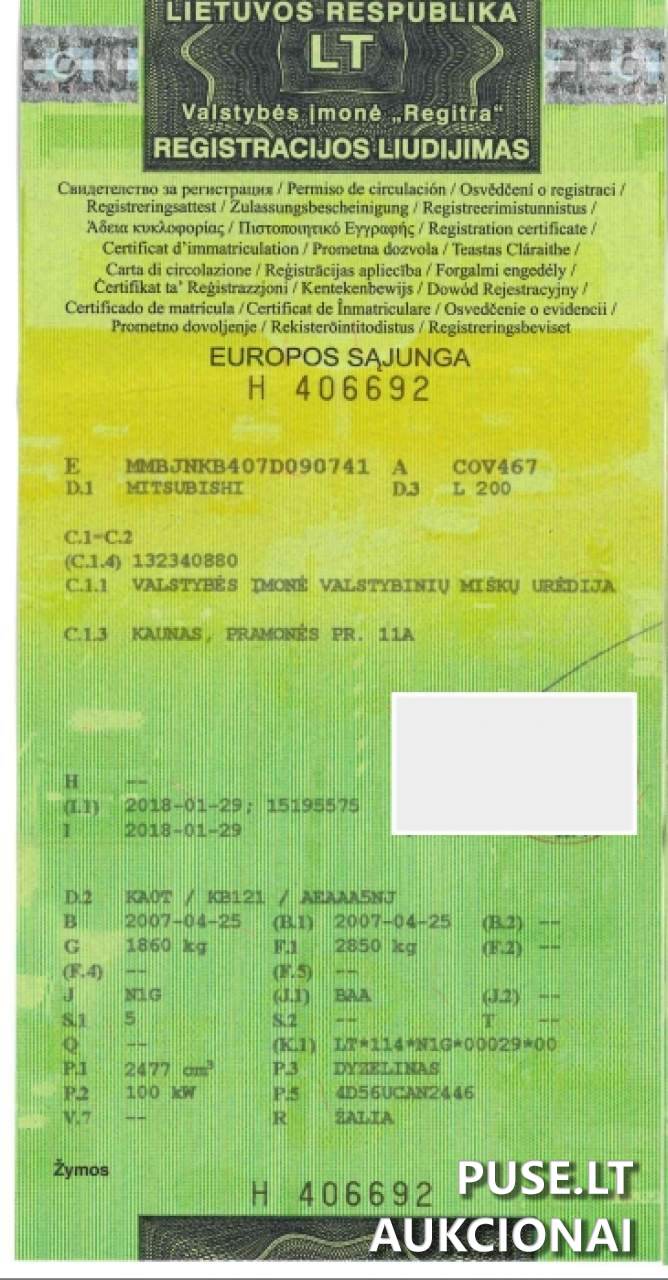 LIETUVOS RESPUBLIKA
LT
Valstybės įmonė „Regitra“
REGISTRACIJOS LIUDIJIMAS
Свидетелство за регистрация / Permiso de circulación / Osvědčení o registraci /
Registreringsattest / Zulassungsbescheinigung / Registreerimistunnistus /
Άδεια κυκλοφορίας / Πιστοποιητικό Εγγραφής / Registration certificate /
Certificat d'immatriculation / Prometna dozvola / Teastas Cláraithe /
Carta di circolazione / Reģistrācijas apliecība / Forgalmi engedély /
Ċertifikat ta' Reġistrazzjoni / Kentekenbewijs / Dowód Rejestracyjny /
Certificado de matrícula / Certificat de Înmatriculare / Osvedčenie o evidencii /
Prometno dovoljenje / Rekisteröintitodistus / Registreringsbeviset
EUROPOS SĄJUNGA
H 406692
E MMBJNKB407D090741 A COV467
D.1 MITSUBISHI D.3 L 200
C.1-C.2
(C.1.4) 132340880
C.1.1 VALSTYBĖS ĮMONĖ VALSTYBINIŲ MIŠKŲ URĖDIJA
C.1.3 KAUNAS, PRAMONĖS PR. 11A
H --
(I.1) 2018-01-29; 15195575
I 2018-01-29
D.2 KA0T / KB121 / AEAAA5NJ
B 2007-04-25 (B.1) 2007-04-25 (B.2) --
G 1860 kg F.1 2850 kg (F.2) --
(F.4) -- (F.5) --
J N1G (J.1) BAA (J.2) --
S.1 5 S.2 -- T --
Q -- (K.1) LT*114*N1G*00029*00
P.1 2477 cm³ P.3 DYZELINAS
P.2 100 kW P.5 4D56UCAN2446
V.7 -- R ŽALIA
Žymos
H 406692
PUSE.LT
AUKCIONAI